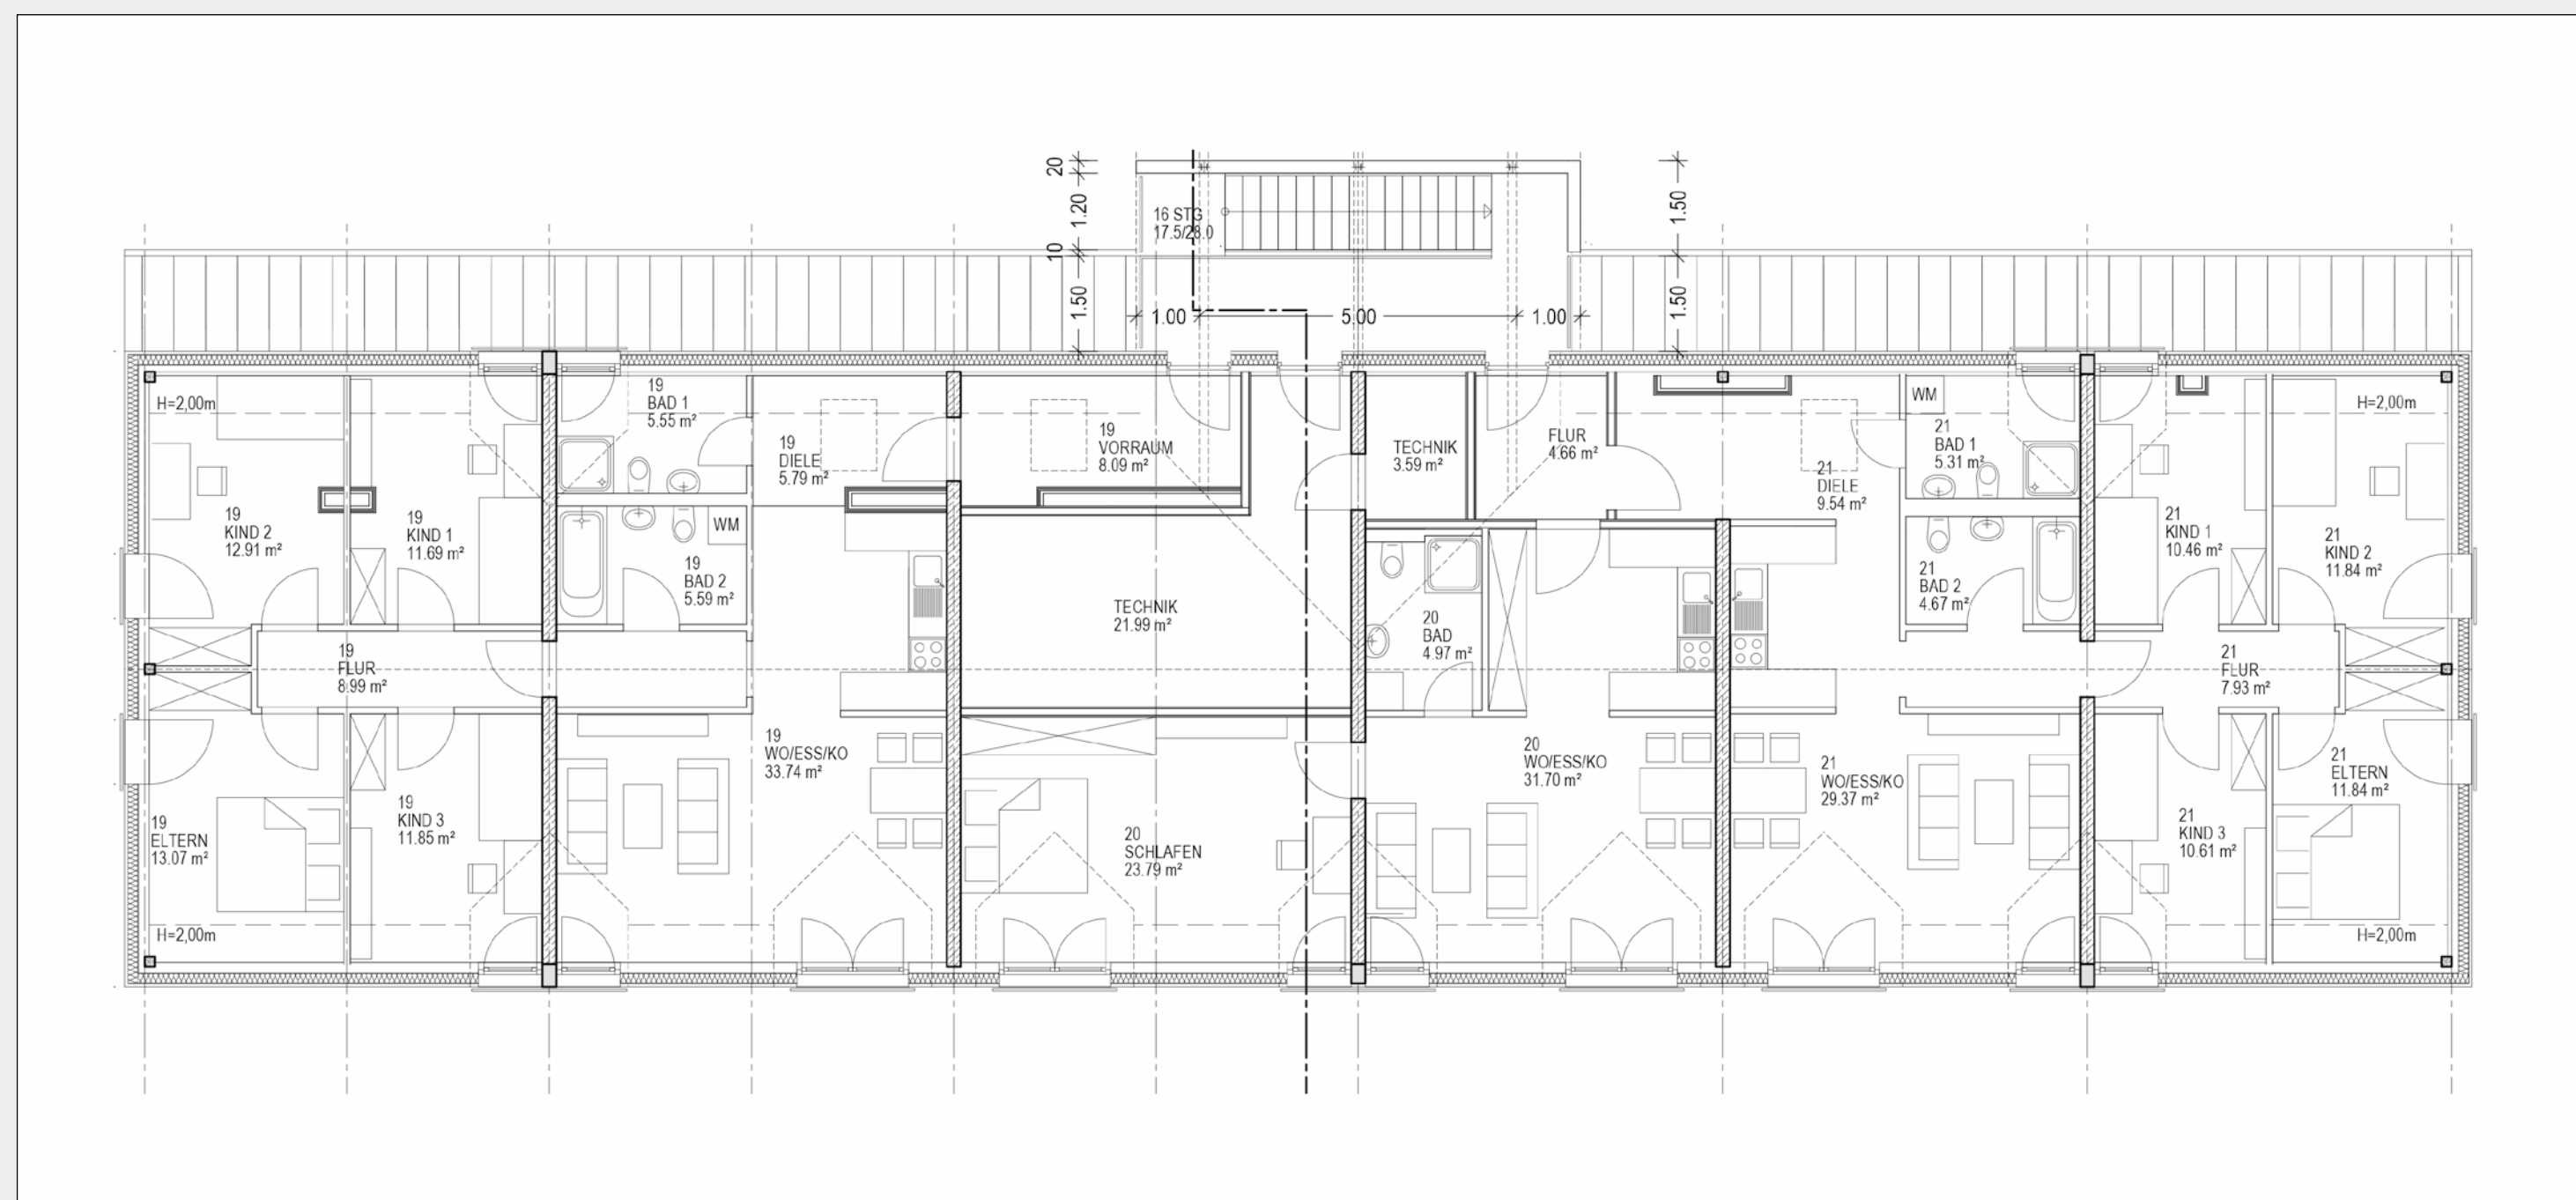 20
1.20
10
1.50
16 STG
17.5/28.0
1.00
5.00
1.00
1.50
1.50
H=2,00m
19
KIND 2
12.91 m²
19
KIND 1
11.69 m²
19
BAD 1
5.55 m²
19
DIELE
5.79 m²
19
VORRAUM
8.09 m²
WM
19
BAD 2
5.59 m²
19
FLUR
8.99 m²
19
ELTERN
13.07 m²
H=2,00m
19
KIND 3
11.85 m²
19
WO/ESS/KO
33.74 m²
TECHNIK
21.99 m²
20
SCHLAFEN
23.79 m²
TECHNIK
3.59 m²
FLUR
4.66 m²
20
BAD
4.97 m²
20
WO/ESS/KO
31.70 m²
21
DIELE
9.54 m²
WM
21
BAD 1
5.31 m²
21
BAD 2
4.67 m²
21
WO/ESS/KO
29.37 m²
21
KIND 1
10.46 m²
H=2,00m
21
KIND 2
11.84 m²
21
FLUR
7.93 m²
21
KIND 3
10.61 m²
21
ELTERN
11.84 m²
H=2,00m